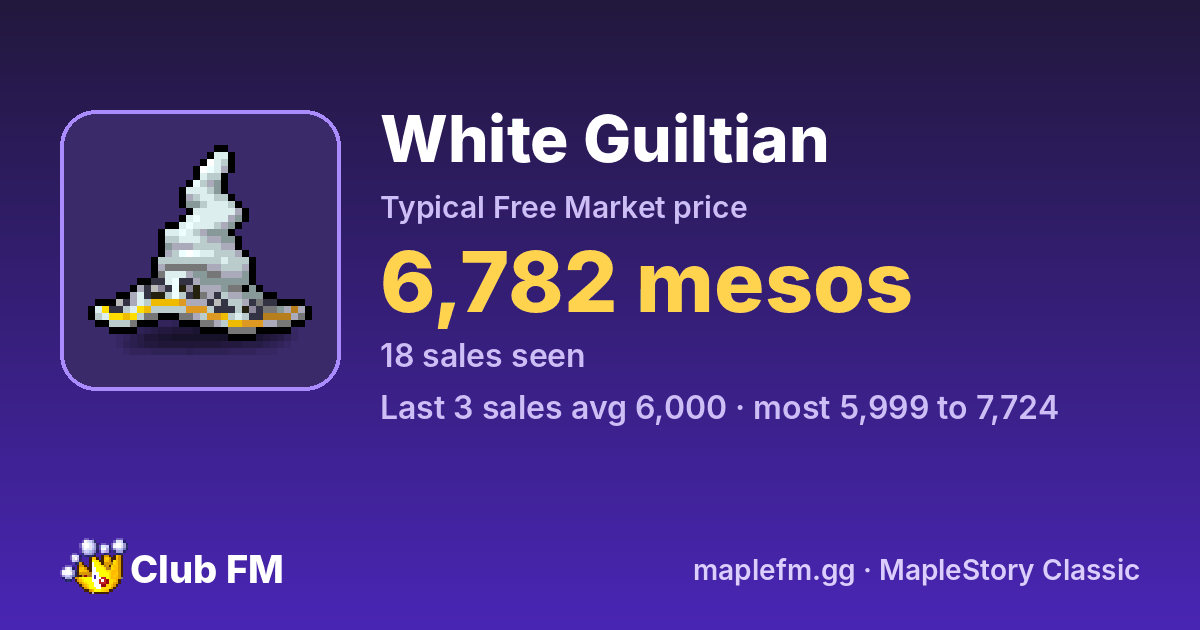 White Guiltian
Typical Free Market price
6,782 mesos
18 sales seen
Last 3 sales avg 6,000 · most 5,999 to 7,724
Club FM
maplefm.gg · MapleStory Classic